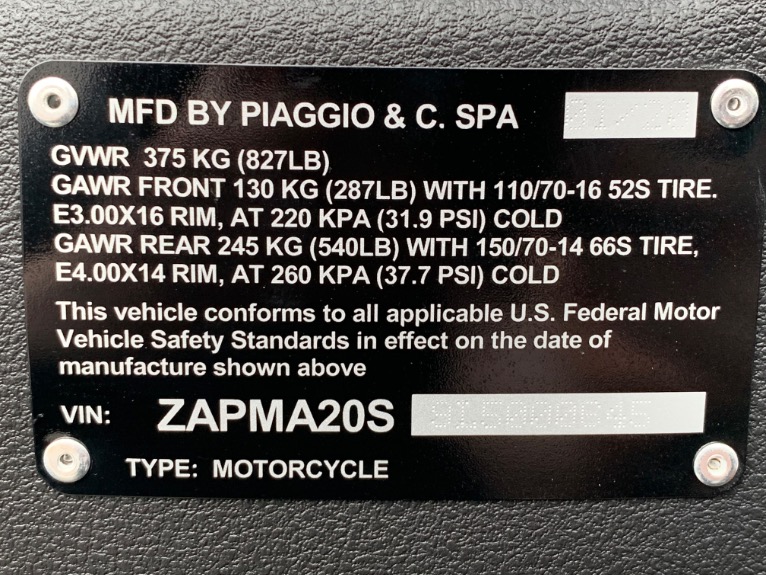 MFD BY PIAGGIO & C. SPA
GVWR 375 KG (827LB)
GAWR FRONT 130 KG (287LB) WITH 110/70-16 52S TIRE.
E3.00X16 RIM, AT 220 KPA (31.9 PSI) COLD
GAWR REAR 245 KG (540LB) WITH 150/70-14 66S TIRE,
E4.00X14 RIM, AT 260 KPA (37.7 PSI) COLD
This vehicle conforms to all applicable U.S. Federal Motor
Vehicle Safety Standards in effect on the date of
manufacture shown above
VIN: ZAPMA20S
TYPE: MOTORCYCLE